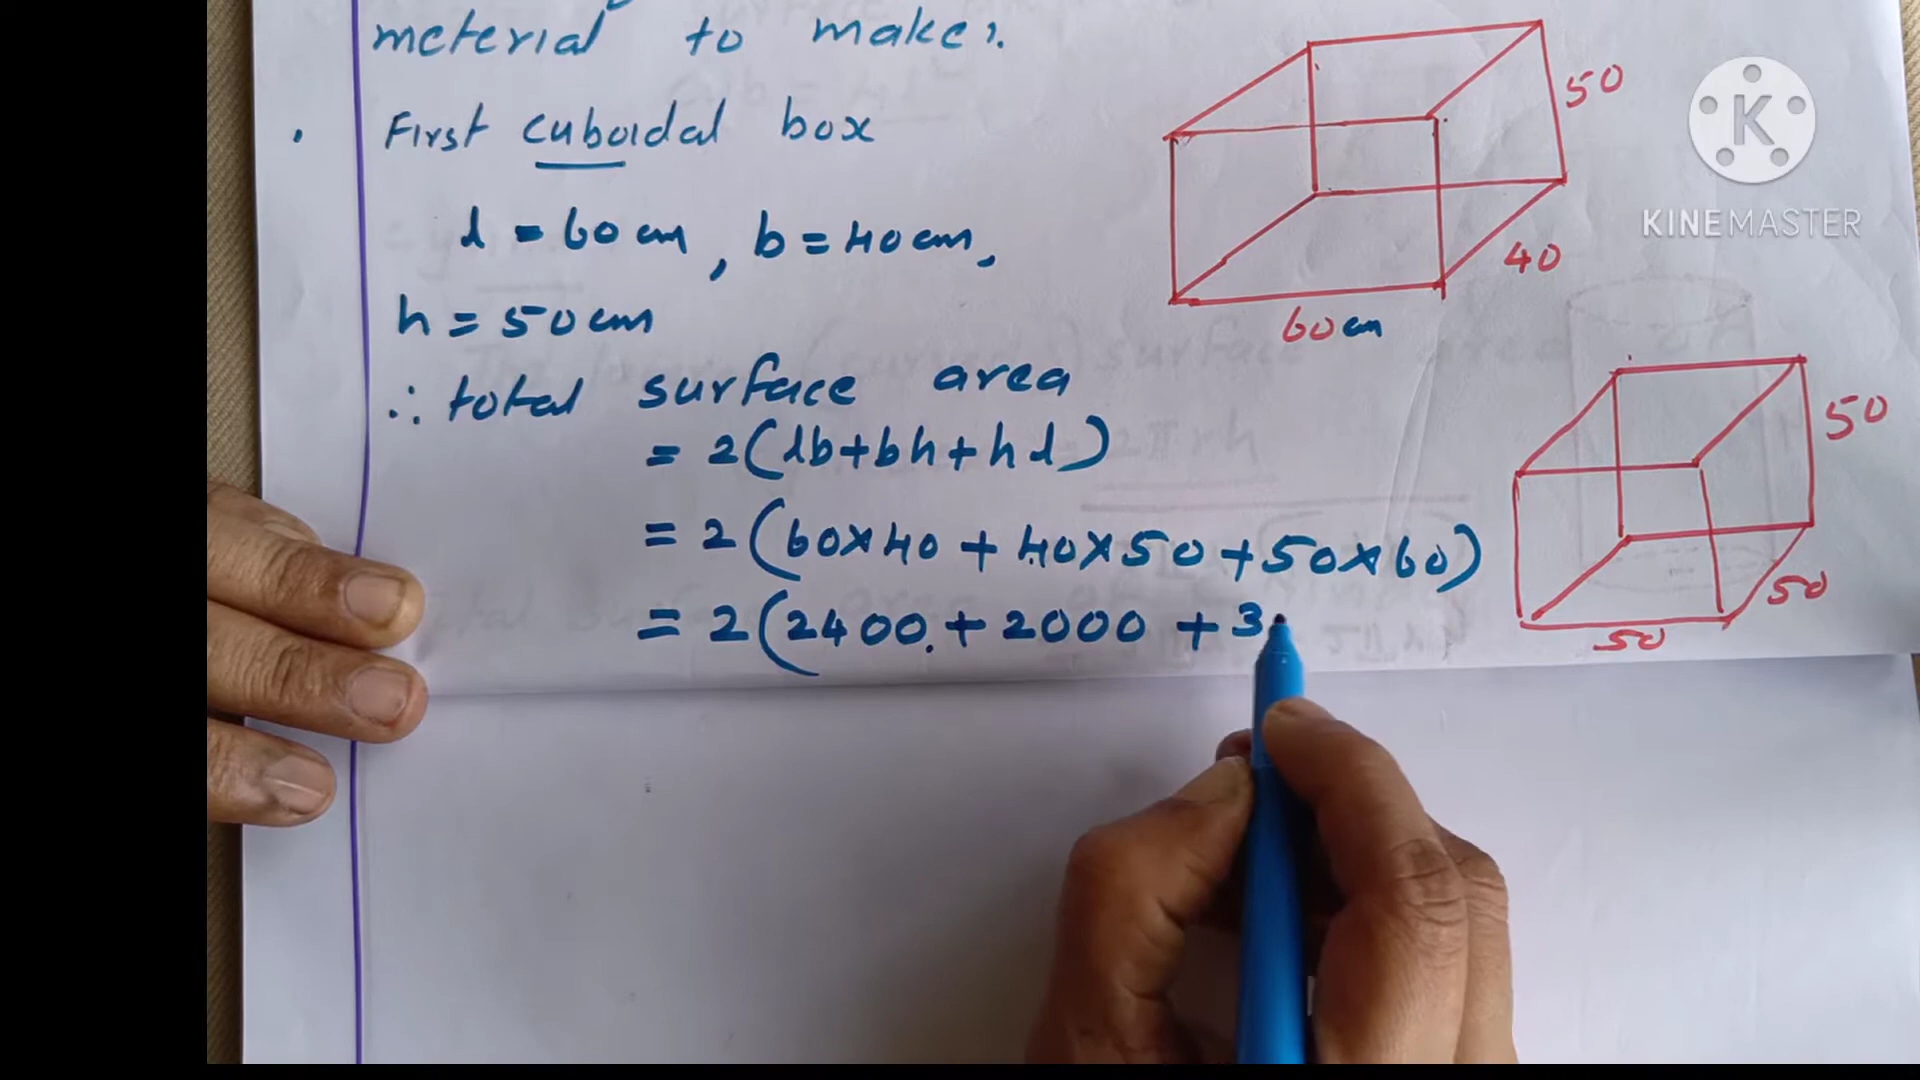 meterial to make?.
. First cuboidal box
l = 60 cm, b = 40 cm.
h = 50 cm
∴ total surface area
= 2(lb+bh+hl)
= 2(60×40 + 40×50 + 50×60)
= 2(2400 + 2000 + 3
50
40
60 cm
50
50
50
K
KINEMASTER